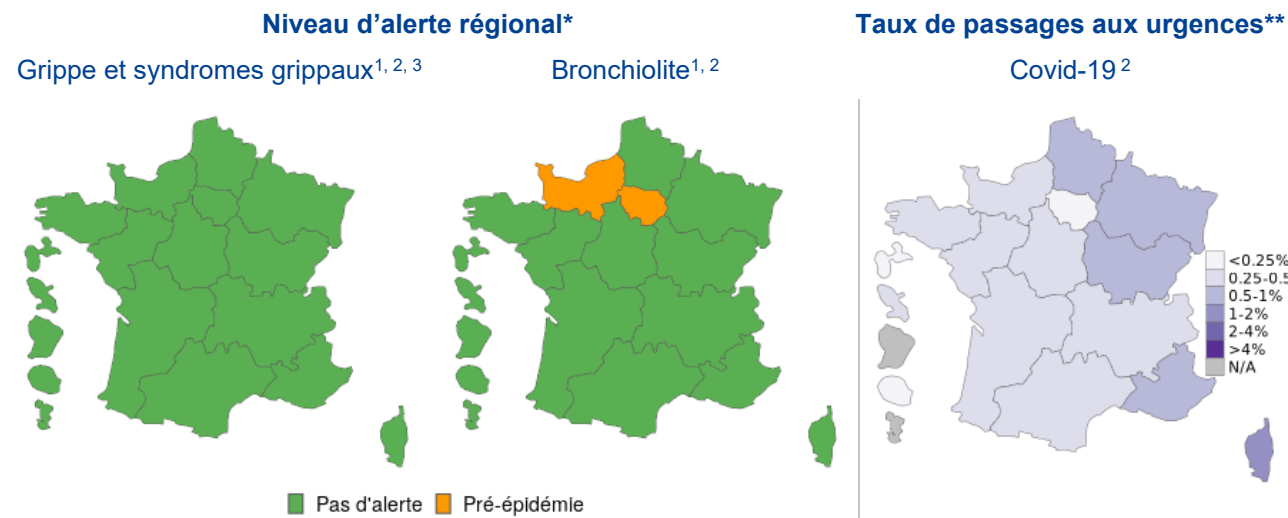 Niveau d'alerte régional*
Taux de passages aux urgences**
Grippe et syndromes grippaux1, 2, 3
Bronchiolite1, 2
Covid-19 2
<0.25%
0.25-0.5
0.5-1%
1-2%
2-4%
>4%
N/A
Pas d'alerte
Pré-épidémie